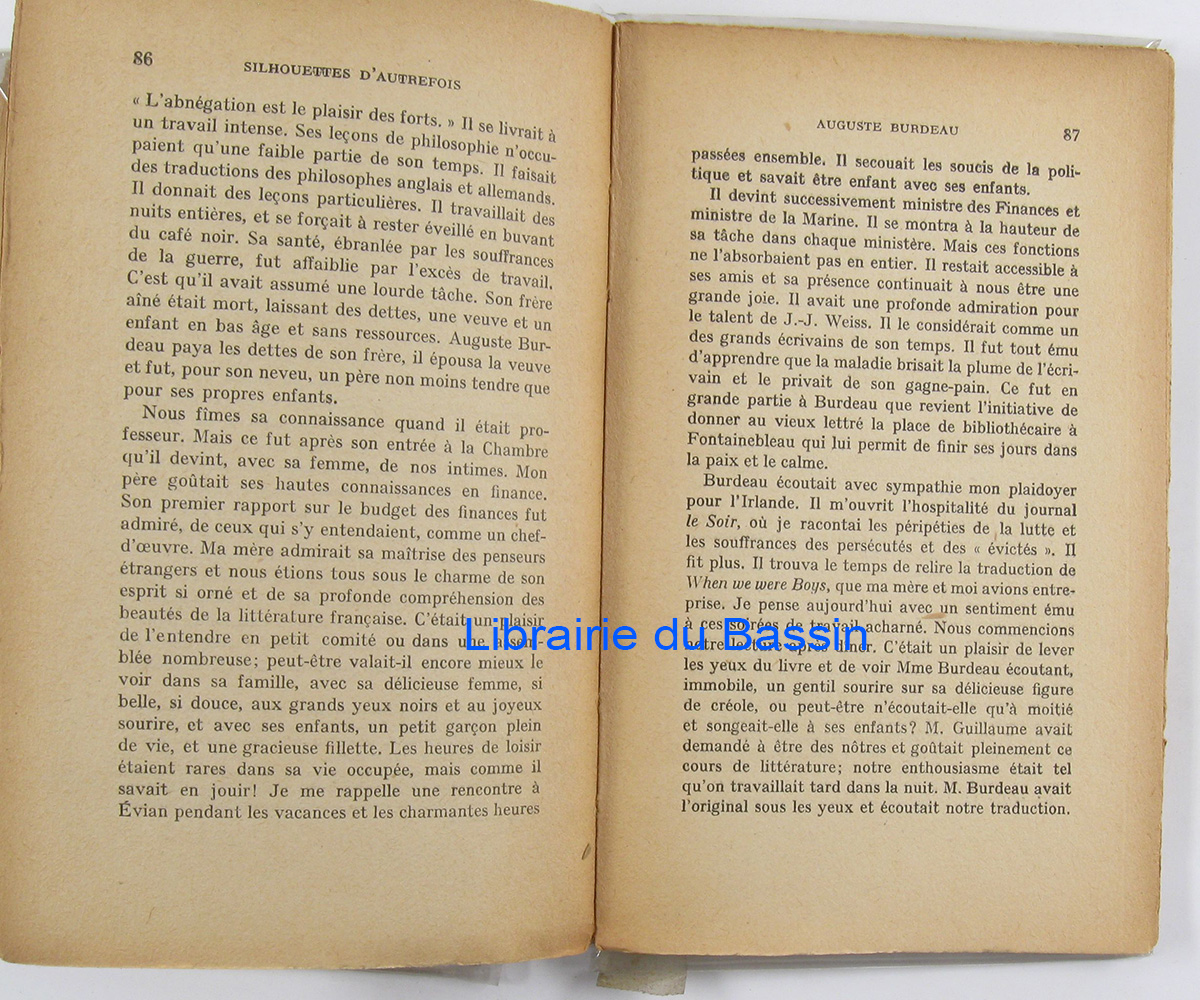 86
SILHOUETTES D'AUTREFOIS
« L'abnégation est le plaisir des forts. » Il se livrait à
un travail intense. Ses leçons de philosophie n'occu-
paient qu'une faible partie de son temps. Il faisait
des traductions des philosophes anglais et allemands.
Il donnait des leçons particulières. Il travaillait des
nuits entières, et se forçait à rester éveillé en buvant
du café noir. Sa santé, ébranlée par les souffrances
de la guerre, fut affaiblie par l'excès de travail.
C'est qu'il avait assumé une lourde tâche. Son frère
aîné était mort, laissant des dettes, une veuve et un
enfant en bas âge et sans ressources. Auguste Bur-
deau paya les dettes de son frère, il épousa la veuve
et fut, pour son neveu, un père non moins tendre que
pour ses propres enfants.
Nous fîmes sa connaissance quand il était pro-
fesseur. Mais ce fut après son entrée à la Chambre
qu'il devint, avec sa femme, de nos intimes. Mon
père goûtait ses hautes connaissances en finance.
Son premier rapport sur le budget des finances fut
admiré, de ceux qui s'y entendaient, comme un chef-
d'œuvre. Ma mère admirait sa maîtrise des penseurs
étrangers et nous étions tous sous le charme de son
esprit si orné et de sa profonde compréhension des
beautés de la littérature française. C'était un plaisir
de l'entendre en petit comité ou dans une assem-
blée nombreuse; peut-être valait-il encore mieux le
voir dans sa famille, avec sa délicieuse femme, si
belle, si douce, aux grands yeux noirs et au joyeux
sourire, et avec ses enfants, un petit garçon plein
de vie, et une gracieuse fillette. Les heures de loisir
étaient rares dans sa vie occupée, mais comme il
savait en jouir! Je me rappelle une rencontre à
Évian pendant les vacances et les charmantes heures
AUGUSTE BURDEAU
87
passées ensemble. Il secouait les soucis de la poli-
tique et savait être enfant avec ses enfants.
Il devint successivement ministre des Finances et
ministre de la Marine. Il se montra à la hauteur de
sa tâche dans chaque ministère. Mais ces fonctions
ne l'absorbaient pas en entier. Il restait accessible à
ses amis et sa présence continuait à nous être une
grande joie. Il avait une profonde admiration pour
le talent de J.-J. Weiss. Il le considérait comme un
des grands écrivains de son temps. Il fut tout ému
d'apprendre que la maladie brisait la plume de l'écri-
vain et le privait de son gagne-pain. Ce fut en
grande partie à Burdeau que revient l'initiative de
donner au vieux lettré la place de bibliothécaire à
Fontainebleau qui lui permit de finir ses jours dans
la paix et le calme.
Burdeau écoutait avec sympathie mon plaidoyer
pour l'Irlande. Il m'ouvrit l'hospitalité du journal
le Soir, où je racontai les péripéties de la lutte et
les souffrances des persécutés et des « évictés ». Il
fit plus. Il trouva le temps de relire la traduction de
When we were Boys, que ma mère et moi avions entre-
prise. Je pense aujourd'hui avec un sentiment ému
à ces soirées de travail acharné. Nous commencions
notre lecture après dîner. C'était un plaisir de lever
les yeux du livre et de voir Mme Burdeau écoutant,
immobile, un gentil sourire sur sa délicieuse figure
de créole, ou peut-être n'écoutait-elle qu'à moitié
et songeait-elle à ses enfants? M. Guillaume avait
demandé à être des nôtres et goûtait pleinement ce
cours de littérature; notre enthousiasme était tel
qu'on travaillait tard dans la nuit. M. Burdeau avait
l'original sous les yeux et écoutait notre traduction.
Librairie du Bassin